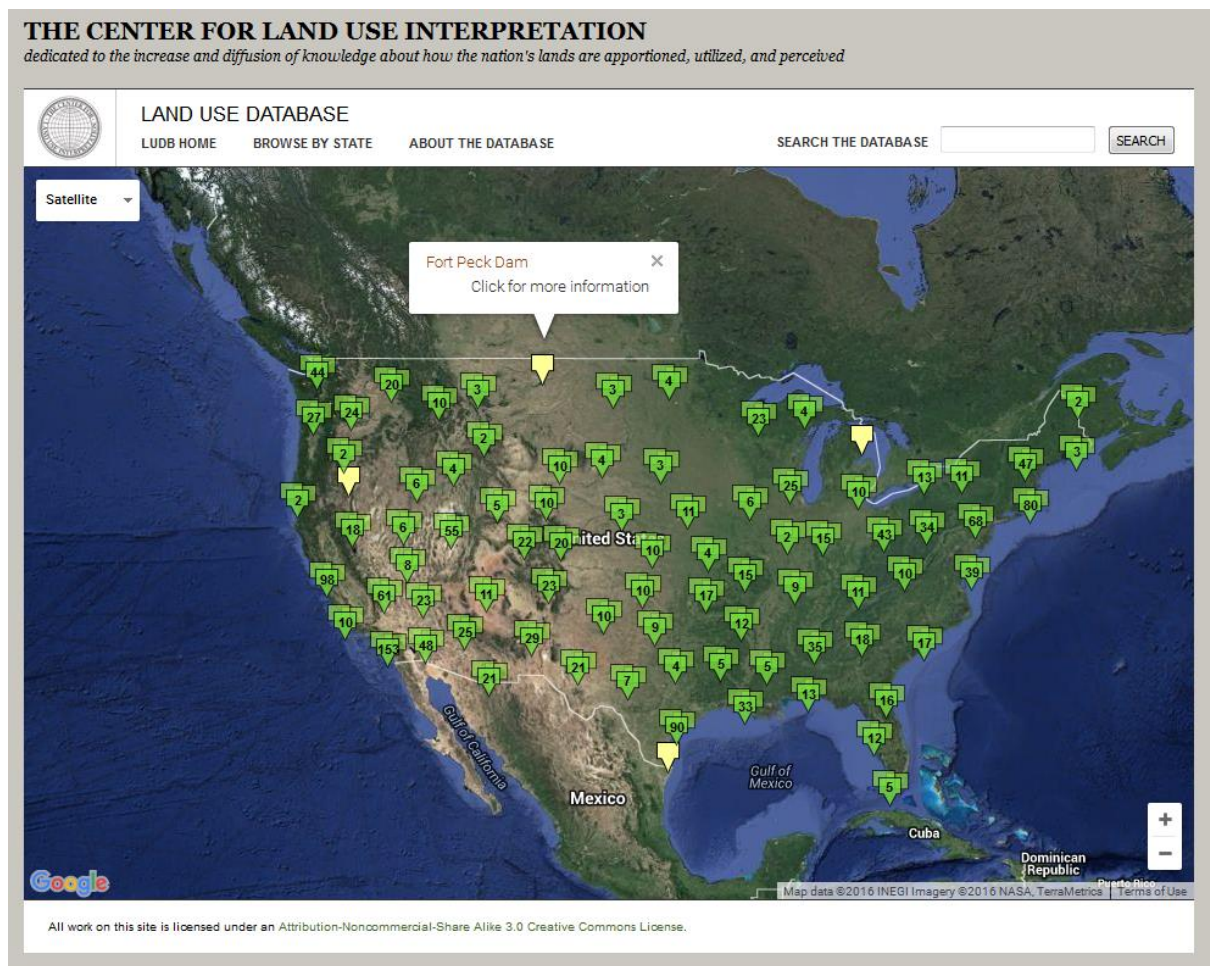 THE CENTER FOR LAND USE INTERPRETATION
dedicated to the increase and diffusion of knowledge about how the nation's lands are apportioned, utilized, and perceived
LAND USE DATABASE
LUDB HOME BROWSE BY STATE ABOUT THE DATABASE SEARCH THE DATABASE SEARCH
Satellite
Fort Peck Dam ×
Click for more information
44
20 10 3 3 4
27 24 23 4 2
2 2 3
6 4 10 4 3 25 10 13 11 47
2 5 10 3 11 6 80
18 6 55 22 20 United States 10 4 2 15 43 34 68
98 8 23 10 15 9 11 10 39
61 23 11 10 17
10 25 29 9 12 35 18 17
153 48 21 21 7 4 5 5
33 13 16
90 12
5
Gulf of California
Gulf of
Mexico
Mexico
Cuba
Dominican
Republic
Puerto Rico
+
−
Google
Map data ©2016 INEGI Imagery ©2016 NASA, TerraMetrics Terms of Use
All work on this site is licensed under an Attribution-Noncommercial-Share Alike 3.0 Creative Commons License.